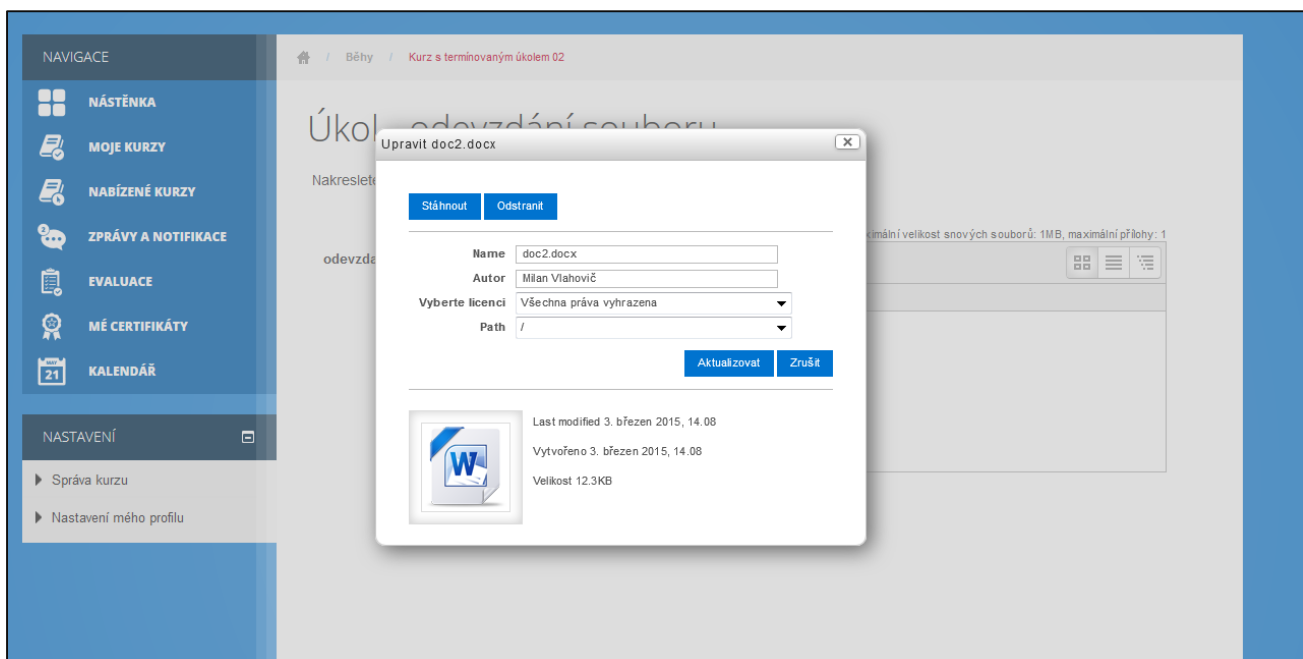 NAVIGACE
NÁSTĚNKA
MOJE KURZY
NABÍZENÉ KURZY
2
ZPRÁVY A NOTIFIKACE
EVALUACE
MÉ CERTIFIKÁTY
MAY
21
KALENDÁŘ
NASTAVENÍ
Správa kurzu
Nastavení mého profilu
/ Běhy / Kurz s termínovaným úkolem 02
Úkol - odevzdání souboru
Nakreslete
ximální velikost snových souborů: 1MB, maximální přílohy: 1
odevzda
Upravit doc2.docx
Stáhnout Odstranit
Name doc2.docx
Autor Milan Vlahovič
Vyberte licenci Všechna práva vyhrazena
Path /
Aktualizovat Zrušit
W
Last modified 3. březen 2015, 14.08
Vytvořeno 3. březen 2015, 14.08
Velikost 12.3KB